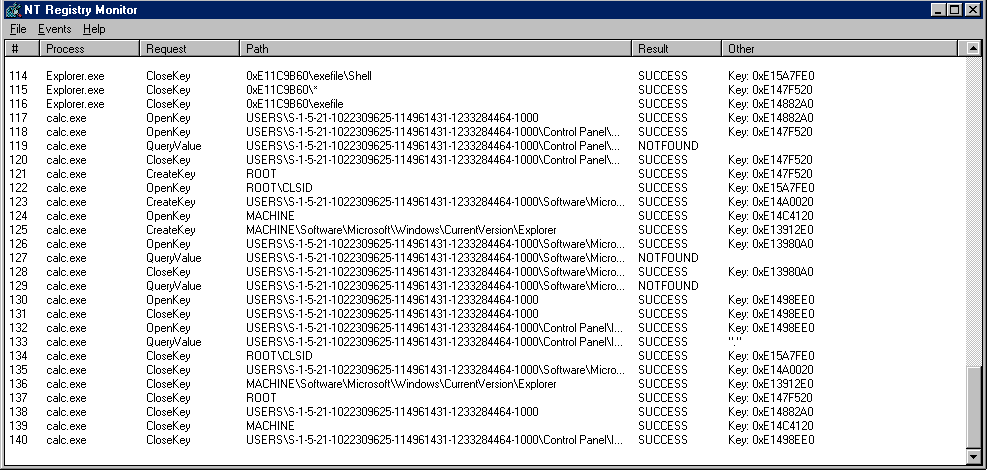 NT Registry Monitor
File Events Help
# Process Request Path Result Other
114 Explorer.exe CloseKey 0xE11C9B60\exefile\Shell SUCCESS Key: 0xE15A7FE0
115 Explorer.exe CloseKey 0xE11C9B60\* SUCCESS Key: 0xE147F520
116 Explorer.exe CloseKey 0xE11C9B60\exefile SUCCESS Key: 0xE14882A0
117 calc.exe OpenKey USERS\S-1-5-21-1022309625-114961431-1233284464-1000 SUCCESS Key: 0xE14882A0
118 calc.exe OpenKey USERS\S-1-5-21-1022309625-114961431-1233284464-1000\Control Panel\... SUCCESS Key: 0xE147F520
119 calc.exe QueryValue USERS\S-1-5-21-1022309625-114961431-1233284464-1000\Control Panel\... NOTFOUND
120 calc.exe CloseKey USERS\S-1-5-21-1022309625-114961431-1233284464-1000\Control Panel\... SUCCESS Key: 0xE147F520
121 calc.exe CreateKey ROOT SUCCESS Key: 0xE147F520
122 calc.exe OpenKey ROOT\CLSID SUCCESS Key: 0xE15A7FE0
123 calc.exe CreateKey USERS\S-1-5-21-1022309625-114961431-1233284464-1000\Software\Micro... SUCCESS Key: 0xE14A0020
124 calc.exe OpenKey MACHINE SUCCESS Key: 0xE14C4120
125 calc.exe CreateKey MACHINE\Software\Microsoft\Windows\CurrentVersion\Explorer SUCCESS Key: 0xE13912E0
126 calc.exe OpenKey USERS\S-1-5-21-1022309625-114961431-1233284464-1000\Software\Micro... SUCCESS Key: 0xE13980A0
127 calc.exe QueryValue USERS\S-1-5-21-1022309625-114961431-1233284464-1000\Software\Micro... NOTFOUND
128 calc.exe CloseKey USERS\S-1-5-21-1022309625-114961431-1233284464-1000\Software\Micro... SUCCESS Key: 0xE13980A0
129 calc.exe QueryValue USERS\S-1-5-21-1022309625-114961431-1233284464-1000\Software\Micro... NOTFOUND
130 calc.exe OpenKey USERS\S-1-5-21-1022309625-114961431-1233284464-1000 SUCCESS Key: 0xE1498EE0
131 calc.exe CloseKey USERS\S-1-5-21-1022309625-114961431-1233284464-1000 SUCCESS Key: 0xE1498EE0
132 calc.exe OpenKey USERS\S-1-5-21-1022309625-114961431-1233284464-1000\Control Panel\I... SUCCESS Key: 0xE1498EE0
133 calc.exe QueryValue USERS\S-1-5-21-1022309625-114961431-1233284464-1000\Control Panel\I... SUCCESS "."
134 calc.exe CloseKey ROOT\CLSID SUCCESS Key: 0xE15A7FE0
135 calc.exe CloseKey USERS\S-1-5-21-1022309625-114961431-1233284464-1000\Software\Micro... SUCCESS Key: 0xE14A0020
136 calc.exe CloseKey MACHINE\Software\Microsoft\Windows\CurrentVersion\Explorer SUCCESS Key: 0xE13912E0
137 calc.exe CloseKey ROOT SUCCESS Key: 0xE147F520
138 calc.exe CloseKey USERS\S-1-5-21-1022309625-114961431-1233284464-1000 SUCCESS Key: 0xE14882A0
139 calc.exe CloseKey MACHINE SUCCESS Key: 0xE14C4120
140 calc.exe CloseKey USERS\S-1-5-21-1022309625-114961431-1233284464-1000\Control Panel\I... SUCCESS Key: 0xE1498EE0